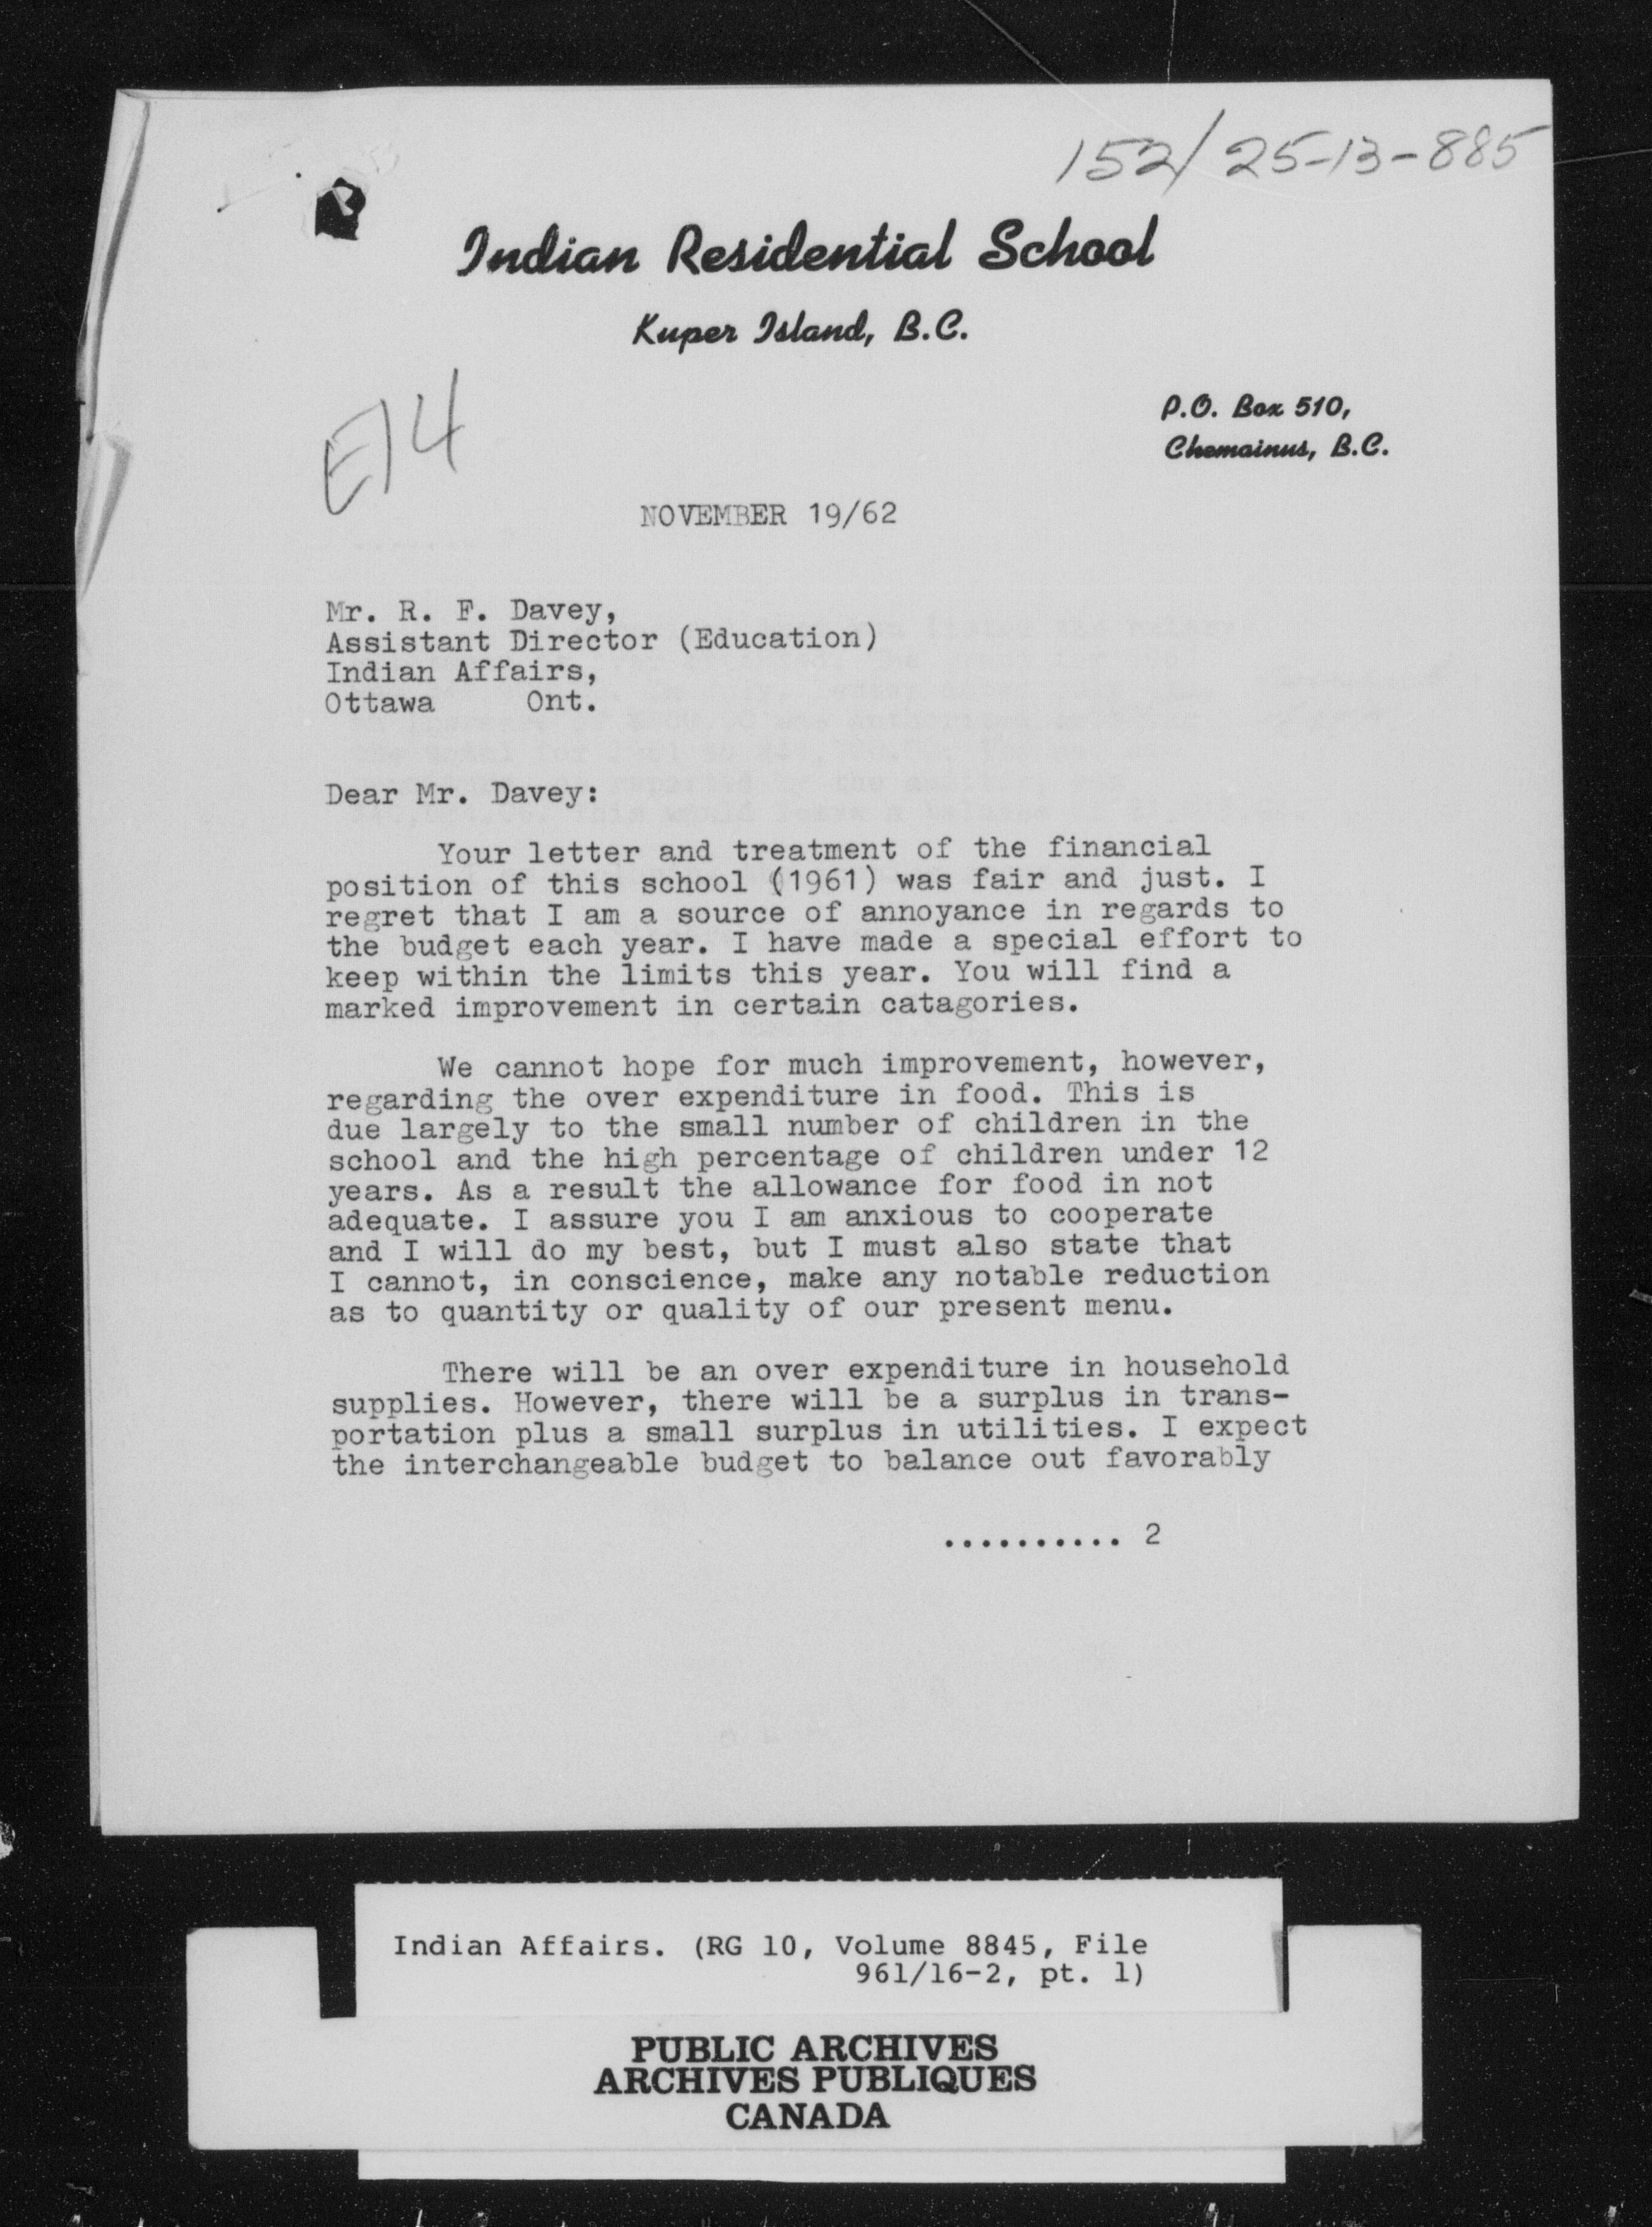 152/25-13-885
Indian Residential School
Kuper Island, B.C.
E14
P.O. Box 510,
Chemainus, B.C.
NOVEMBER 19/62
Mr. R. F. Davey,
Assistant Director (Education)
Indian Affairs,
Ottawa Ont.
Dear Mr. Davey:
Your letter and treatment of the financial
position of this school (1961) was fair and just. I
regret that I am a source of annoyance in regards to
the budget each year. I have made a special effort to
keep within the limits this year. You will find a
marked improvement in certain catagories.
We cannot hope for much improvement, however,
regarding the over expenditure in food. This is
due largely to the small number of children in the
school and the high percentage of children under 12
years. As a result the allowance for food in not
adequate. I assure you I am anxious to cooperate
and I will do my best, but I must also state that
I cannot, in conscience, make any notable reduction
as to quantity or quality of our present menu.
There will be an over expenditure in household
supplies. However, there will be a surplus in trans-
portation plus a small surplus in utilities. I expect
the interchangeable budget to balance out favorably
.......... 2
Indian Affairs. (RG 10, Volume 8845, File
961/16-2, pt. 1)
PUBLIC ARCHIVES
ARCHIVES PUBLIQUES
CANADA